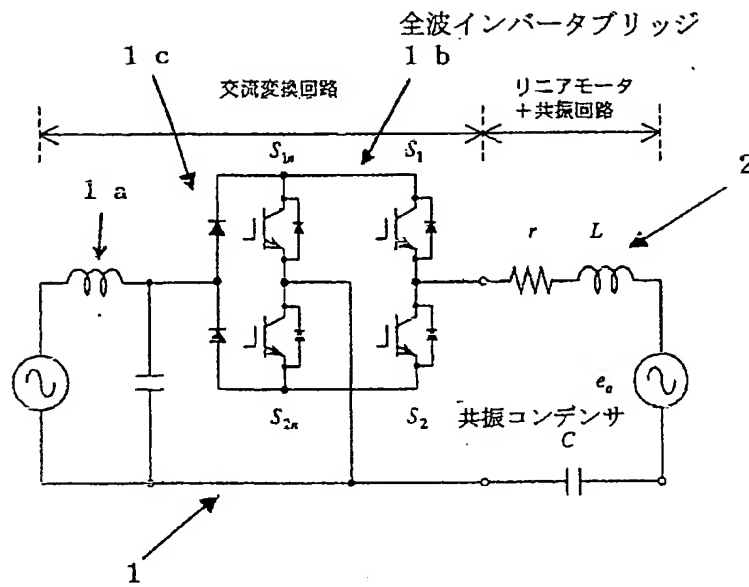 全波インバータブリッジ
1 c
1 b
交流変換回路
リニアモータ
+共振回路
S1n
S1
2
1 a
r
L
ea
S2n
S2
共振コンデンサ
C
1